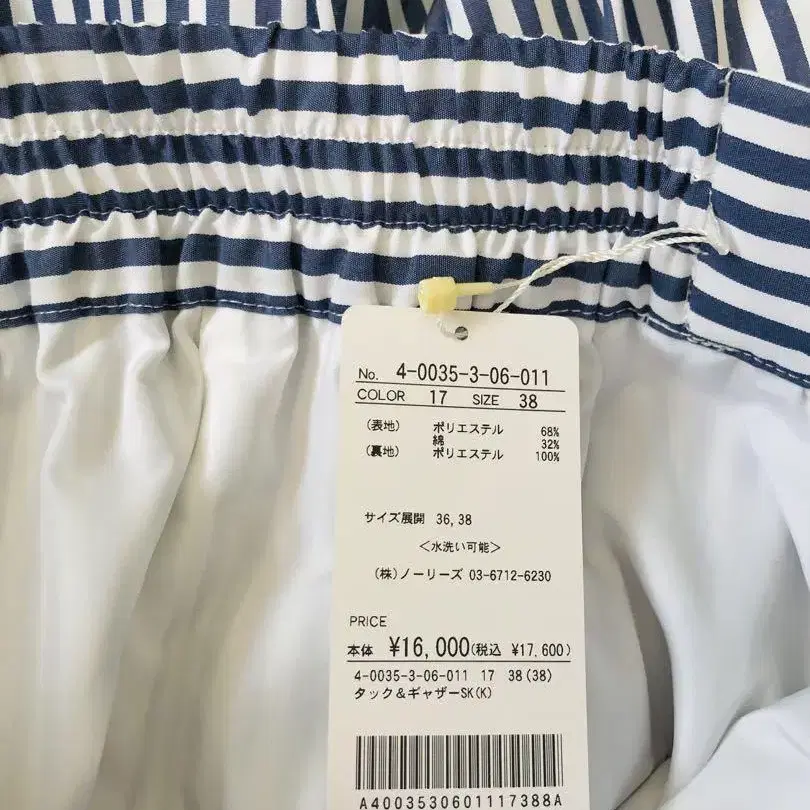 No. 4-0035-3-06-011
COLOR 17 SIZE 38
(表地) ポリエステル 68%
綿 32%
(裏地) ポリエステル 100%
サイズ展開 36,38
<水洗い可能>
(株)ノーリーズ 03-6712-6230
PRICE
本体 ¥16,000(税込 ¥17,600)
4-0035-3-06-011 17 38(38)
タック&ギャザーSK(K)
A4003530601117388A